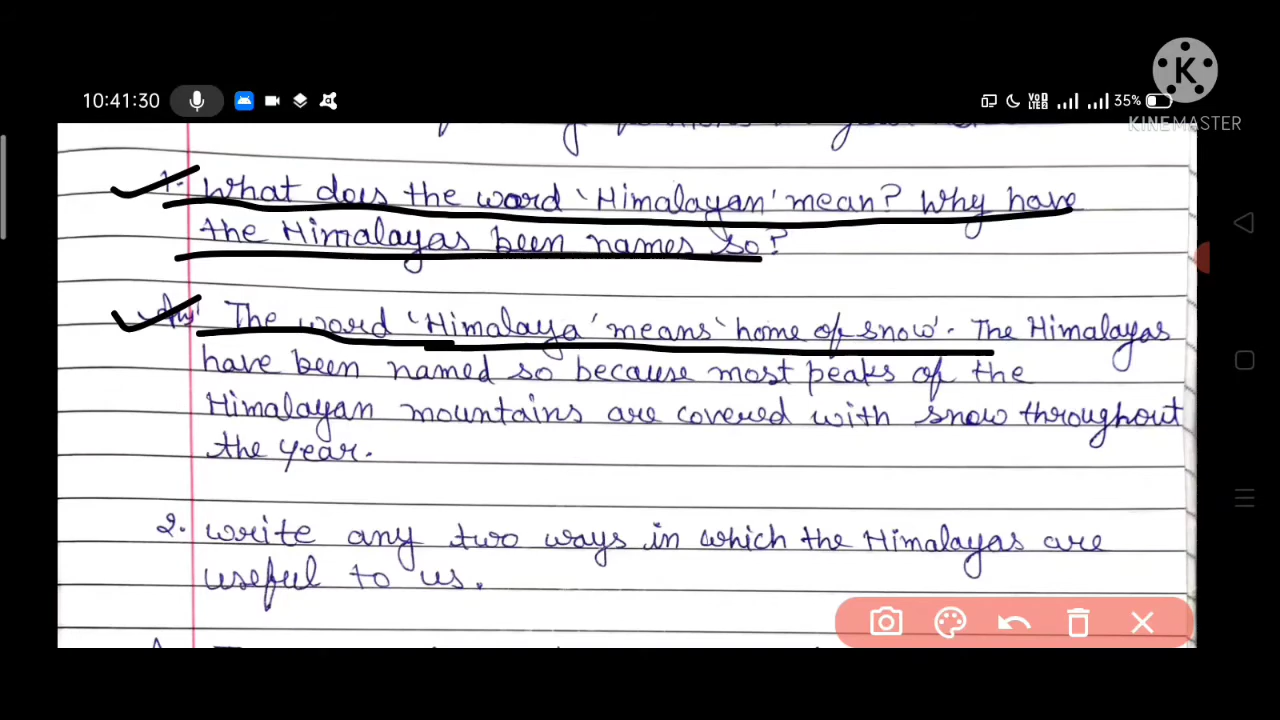 10:41:30
VoD LTE 35%
K
KINEMASTER
1. What does the word 'Himalayan' mean? Why have
the Himalayas been names so?
Ans! The word 'Himalaya' means 'home of snow'. The Himalayas
have been named so because most peaks of the
Himalayan mountains are covered with snow throughout
the year.
2. write any two ways in which the Himalayas are
useful to us.